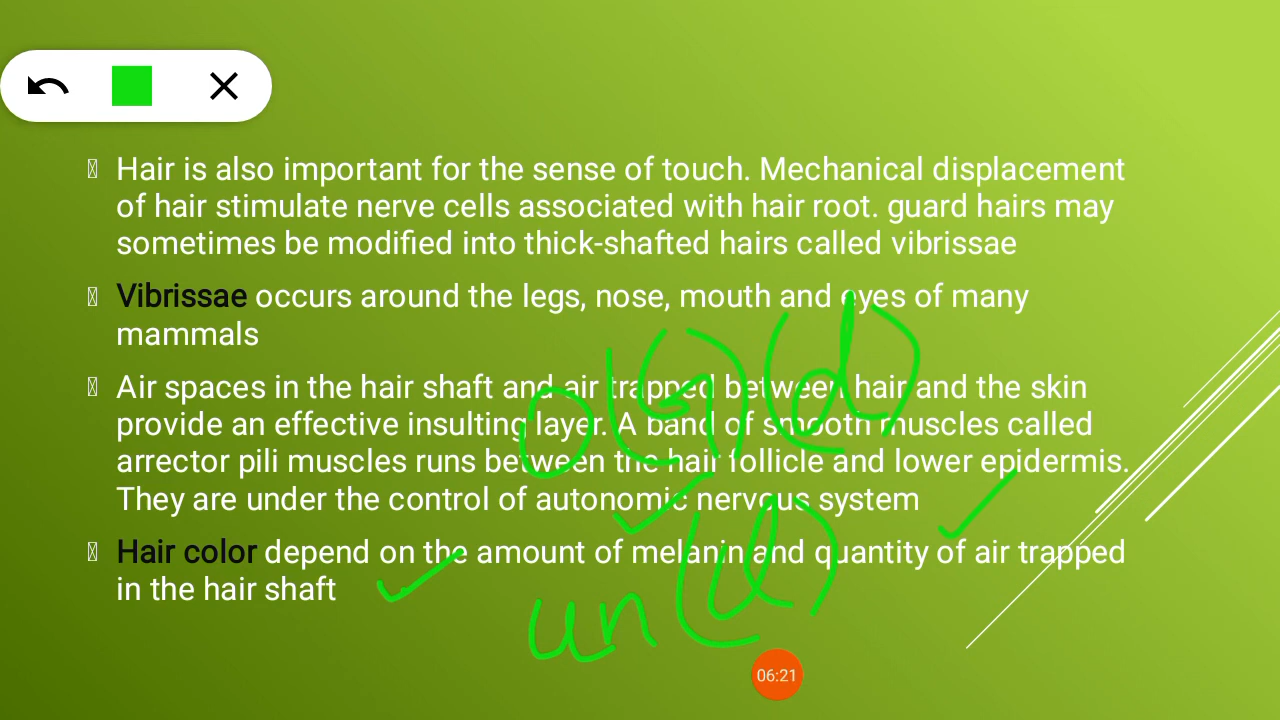 Hair is also important for the sense of touch. Mechanical displacement
of hair stimulate nerve cells associated with hair root. guard hairs may
sometimes be modified into thick-shafted hairs called vibrissae
Vibrissae occurs around the legs, nose, mouth and eyes of many
mammals
Air spaces in the hair shaft and air trapped between hair and the skin
provide an effective insulting layer. A band of smooth muscles called
arrector pili muscles runs between the hair follicle and lower epidermis.
They are under the control of autonomic nervous system
Hair color depend on the amount of melanin and quantity of air trapped
in the hair shaft
06:21